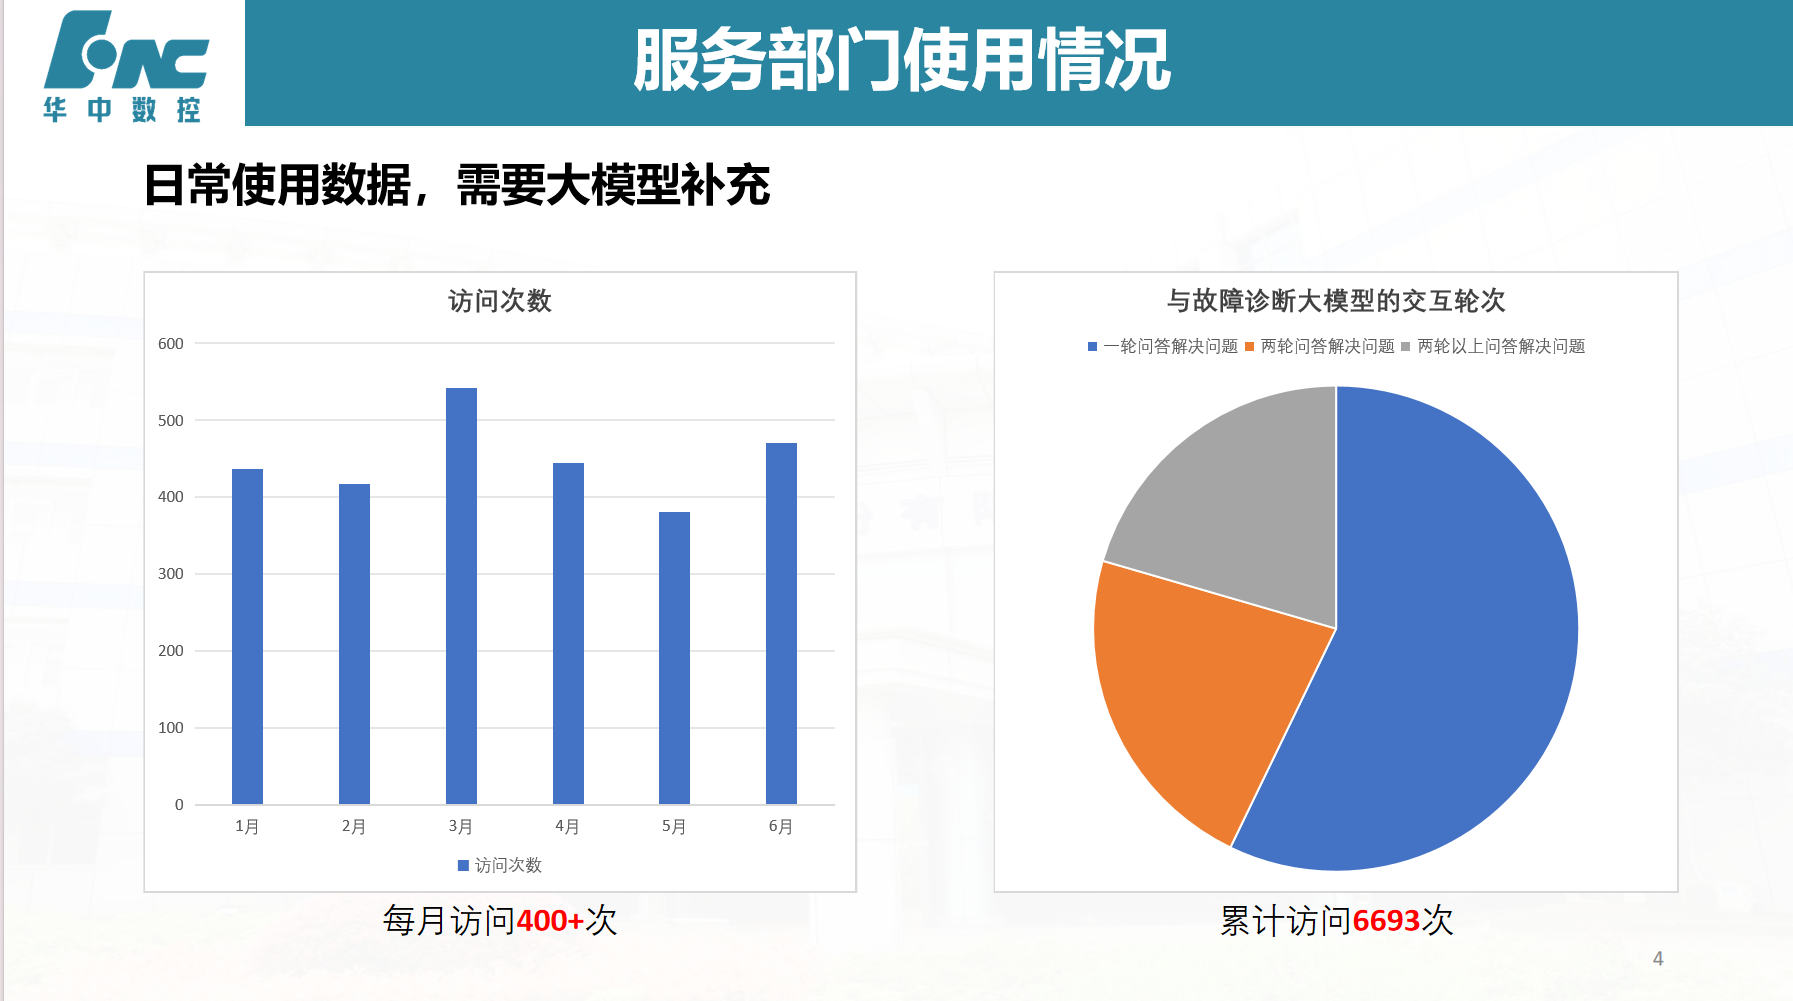 HNC
华中数控
服务部门使用情况
日常使用数据，需要大模型补充
访问次数
600
500
400
300
200
100
0
1月 2月 3月 4月 5月 6月
访问次数
每月访问400+次
与故障诊断大模型的交互轮次
一轮问答解决问题 两轮问答解决问题 两轮以上问答解决问题
累计访问6693次
4